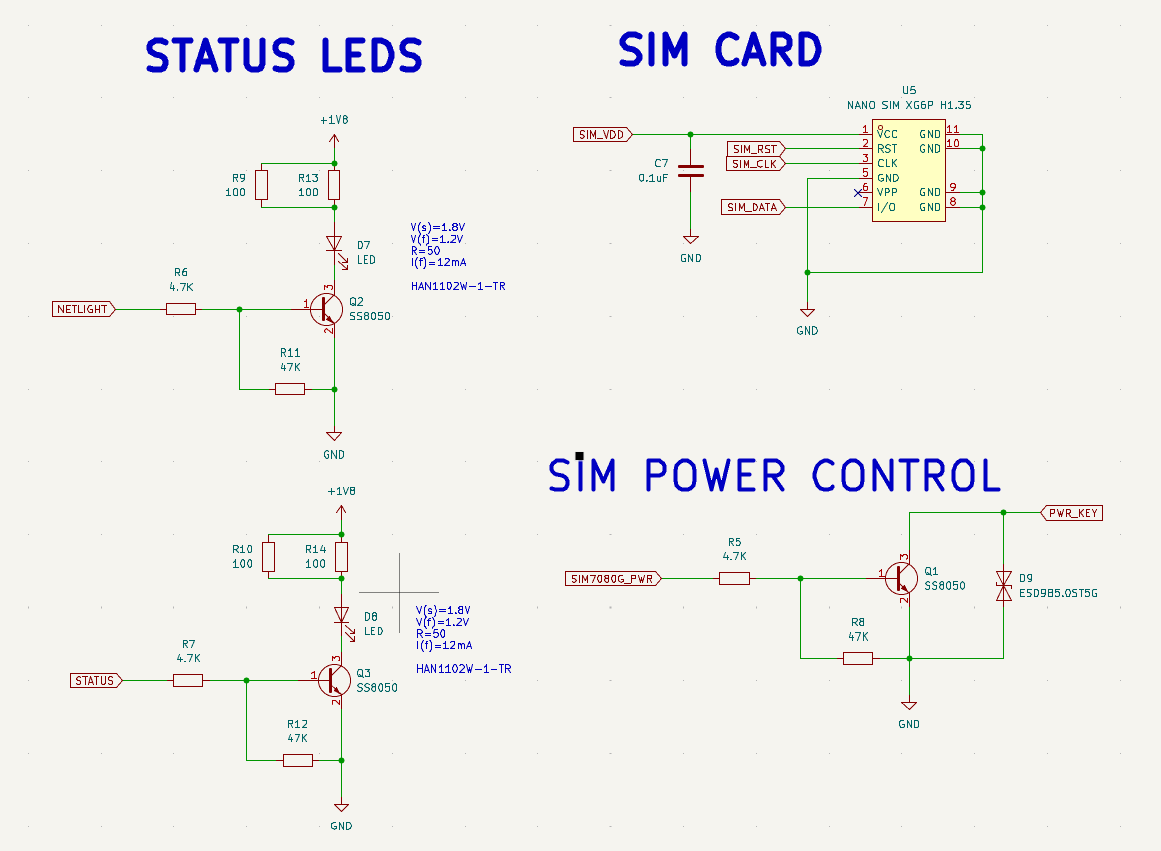 STATUS LEDS
+1V8
R9
100
R13
100
V(s)=1.8V
V(f)=1.2V
R=50
I(f)=12mA
HAN1102W-1-TR
D7
LED
R6
4.7K
NETLIGHT
1
3
2
Q2
SS8050
R11
47K
GND
+1V8
R10
100
R14
100
V(s)=1.8V
V(f)=1.2V
R=50
I(f)=12mA
HAN1102W-1-TR
D8
LED
R7
4.7K
STATUS
1
3
2
Q3
SS8050
R12
47K
GND
SIM CARD
U5
NANO SIM XG6P H1.35
SIM_VDD
1 VCC GND 11
SIM_RST 2 RST GND 10
SIM_CLK 3 CLK
5 GND
6 VPP GND 9
SIM_DATA 7 I/O GND 8
C7
0.1uF
GND
GND
SIM POWER CONTROL
PWR_KEY
R5
4.7K
SIM7080G_PWR
1
3
2
Q1
SS8050
D9
ESD9B5.0ST5G
R8
47K
GND